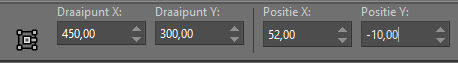 Draaipunt X: Draaipunt Y: Positie X: Positie Y:
450,00 300,00 52,00 -10,00